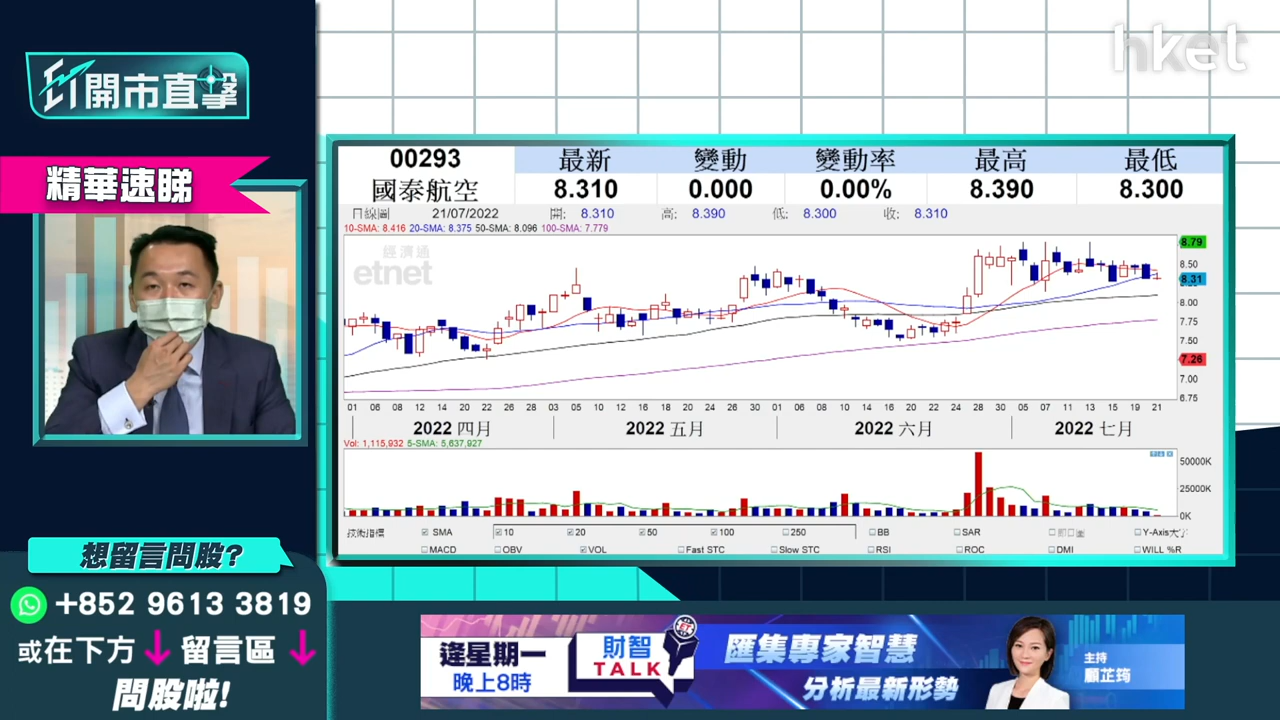 hket
ET開市直擊
精華速睇
00293
國泰航空
最新 變動 變動率 最高 最低
8.310 0.000 0.00% 8.390 8.300
日線圖 21/07/2022 開: 8.310 高: 8.390 低: 8.300 收: 8.310
10-SMA: 8.416 20-SMA: 8.375 50-SMA: 8.096 100-SMA: 7.779
經濟通
etnet
8.79
8.50
8.31
8.00
7.75
7.50
7.26
7.00
6.75
01 06 08 12 14 20 22 26 28 03 05 10 12 16 18 20 24 26 30 01 06 08 10 14 16 20 22 24 28 30 05 07 11 13 15 19 21
2022 四月 2022 五月 2022 六月 2022 七月
Vol: 1,115,932 5-SMA: 5,637,927
50000K
25000K
0K
技術指標 SMA 10 20 50 100 250 BB SAR Y-Axis
MACD OBV VOL Fast STC Slow STC RSI ROC DMI WILL %R
想留言問股?
+852 9613 3819
或在下方 留言區
問股啦!
逢星期一
晚上8時
財智
TALK
匯集專家智慧
分析最新形勢
主持
顧芷筠